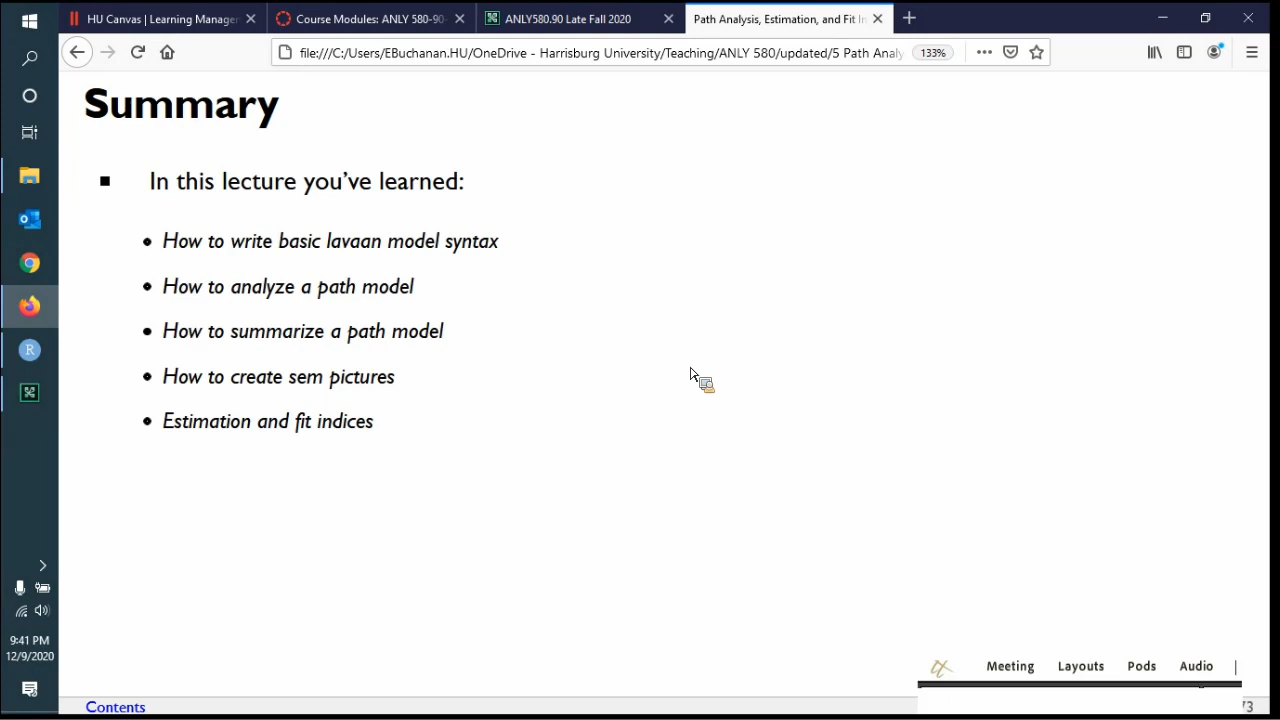 HU Canvas | Learning Manage
Course Modules: ANLY 580-90-
ANLY580.90 Late Fall 2020
Path Analysis, Estimation, and Fit In
file:///C:/Users/EBuchanan.HU/OneDrive - Harrisburg University/Teaching/ANLY 580/updated/5 Path Analy
133%
Summary
In this lecture you've learned:
How to write basic lavaan model syntax
How to analyze a path model
How to summarize a path model
How to create sem pictures
Estimation and fit indices
9:41 PM
12/9/2020
Meeting Layouts Pods Audio
Contents
73